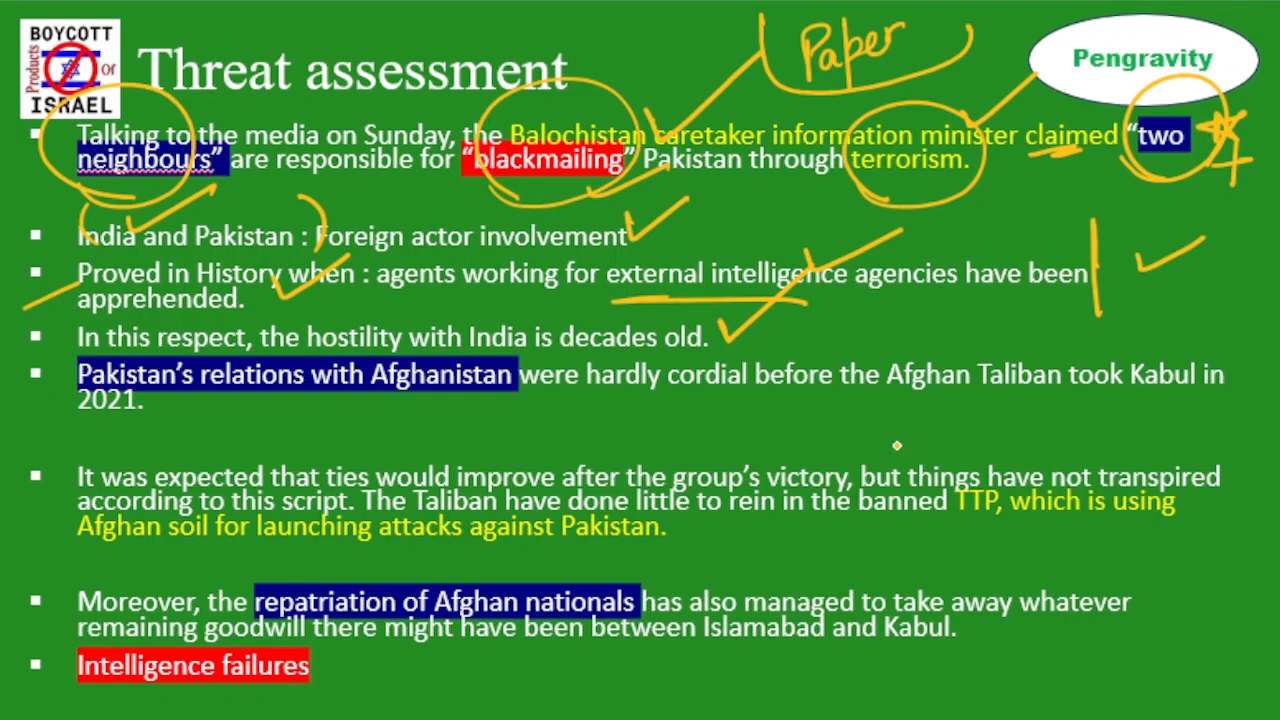 BOYCOTT
Products or
ISRAEL
Threat assessment
Paper
Pengravity
▪ Talking to the media on Sunday, the Balochistan caretaker information minister claimed “two
neighbours” are responsible for “blackmailing” Pakistan through terrorism.
▪ India and Pakistan : Foreign actor involvement
▪ Proved in History when : agents working for external intelligence agencies have been
apprehended.
▪ In this respect, the hostility with India is decades old.
▪ Pakistan’s relations with Afghanistan were hardly cordial before the Afghan Taliban took Kabul in
2021.
▪ It was expected that ties would improve after the group’s victory, but things have not transpired
according to this script. The Taliban have done little to rein in the banned TTP, which is using
Afghan soil for launching attacks against Pakistan.
▪ Moreover, the repatriation of Afghan nationals has also managed to take away whatever
remaining goodwill there might have been between Islamabad and Kabul.
▪ Intelligence failures